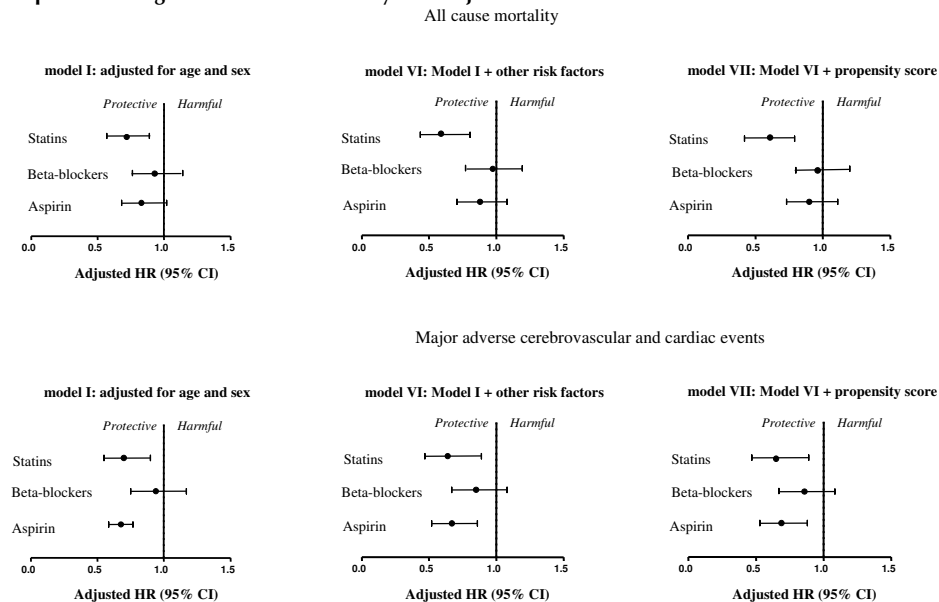 All cause mortality
model I: adjusted for age and sex
Protective Harmful
Statins
Beta-blockers
Aspirin
0.0 0.5 1.0 1.5
Adjusted HR (95% CI)
model VI: Model I + other risk factors
Protective Harmful
Statins
Beta-blockers
Aspirin
0.0 0.5 1.0 1.5
Adjusted HR (95% CI)
model VII: Model VI + propensity score
Protective Harmful
Statins
Beta-blockers
Aspirin
0.0 0.5 1.0 1.5
Adjusted HR (95% CI)
Major adverse cerebrovascular and cardiac events
model I: adjusted for age and sex
Protective Harmful
Statins
Beta-blockers
Aspirin
0.0 0.5 1.0 1.5
Adjusted HR (95% CI)
model VI: Model I + other risk factors
Protective Harmful
Statins
Beta-blockers
Aspirin
0.0 0.5 1.0 1.5
Adjusted HR (95% CI)
model VII: Model VI + propensity score
Protective Harmful
Statins
Beta-blockers
Aspirin
0.0 0.5 1.0 1.5
Adjusted HR (95% CI)